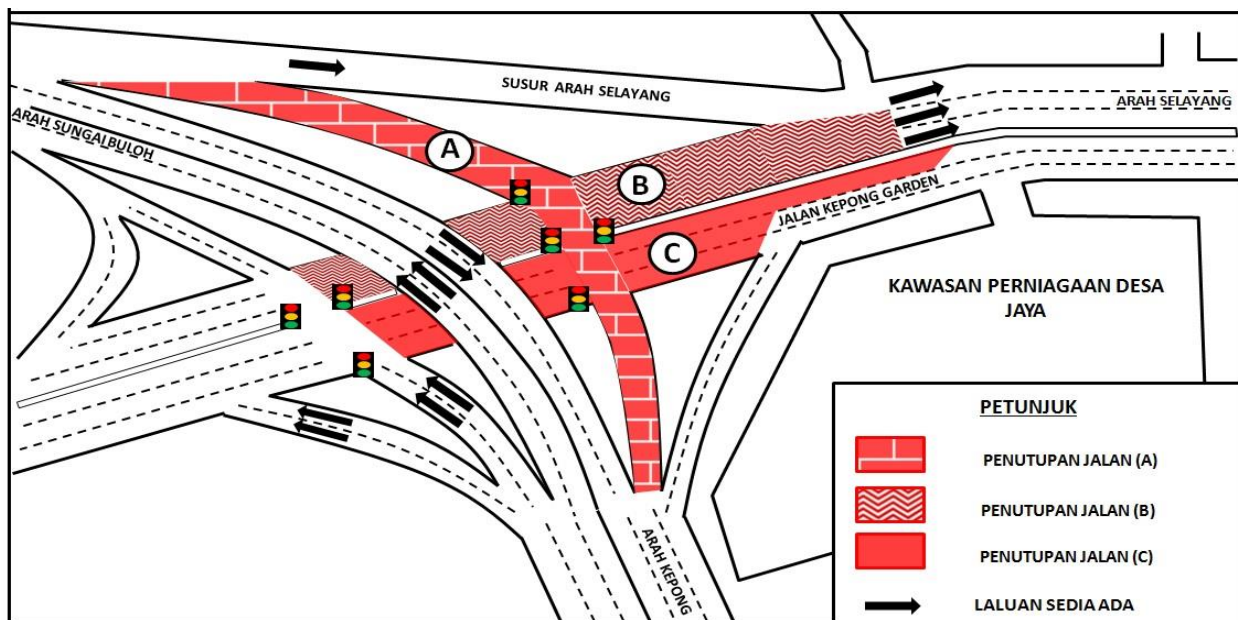 SUSUR ARAH SELAYANG
ARAH SELAYANG
ARAH SUNGAI BULOH
A
B
JALAN KEPONG GARDEN
C
KAWASAN PERNIAGAAN DESA
JAYA
ARAH KEPONG
PETUNJUK
PENUTUPAN JALAN (A)
PENUTUPAN JALAN (B)
PENUTUPAN JALAN (C)
LALUAN SEDIA ADA